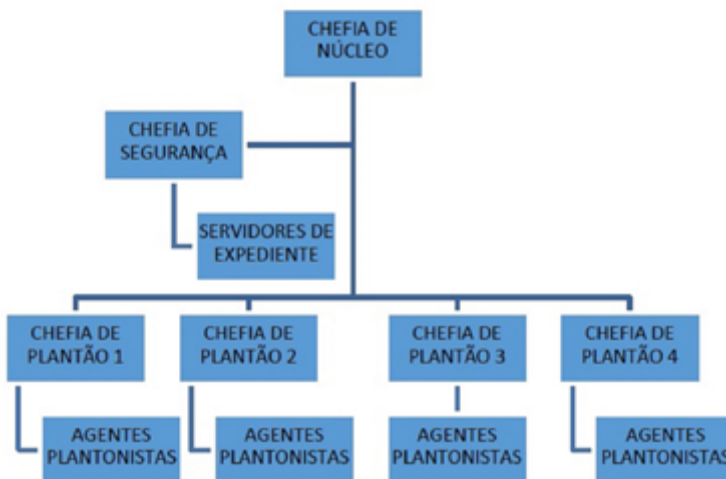 CHEFIA DE
NÚCLEO
CHEFIA DE
SEGURANÇA
SERVIDORES DE
EXPEDIENTE
CHEFIA DE
PLANTÃO 1
CHEFIA DE
PLANTÃO 2
CHEFIA DE
PLANTÃO 3
CHEFIA DE
PLANTÃO 4
AGENTES
PLANTONISTAS
AGENTES
PLANTONISTAS
AGENTES
PLANTONISTAS
AGENTES
PLANTONISTAS